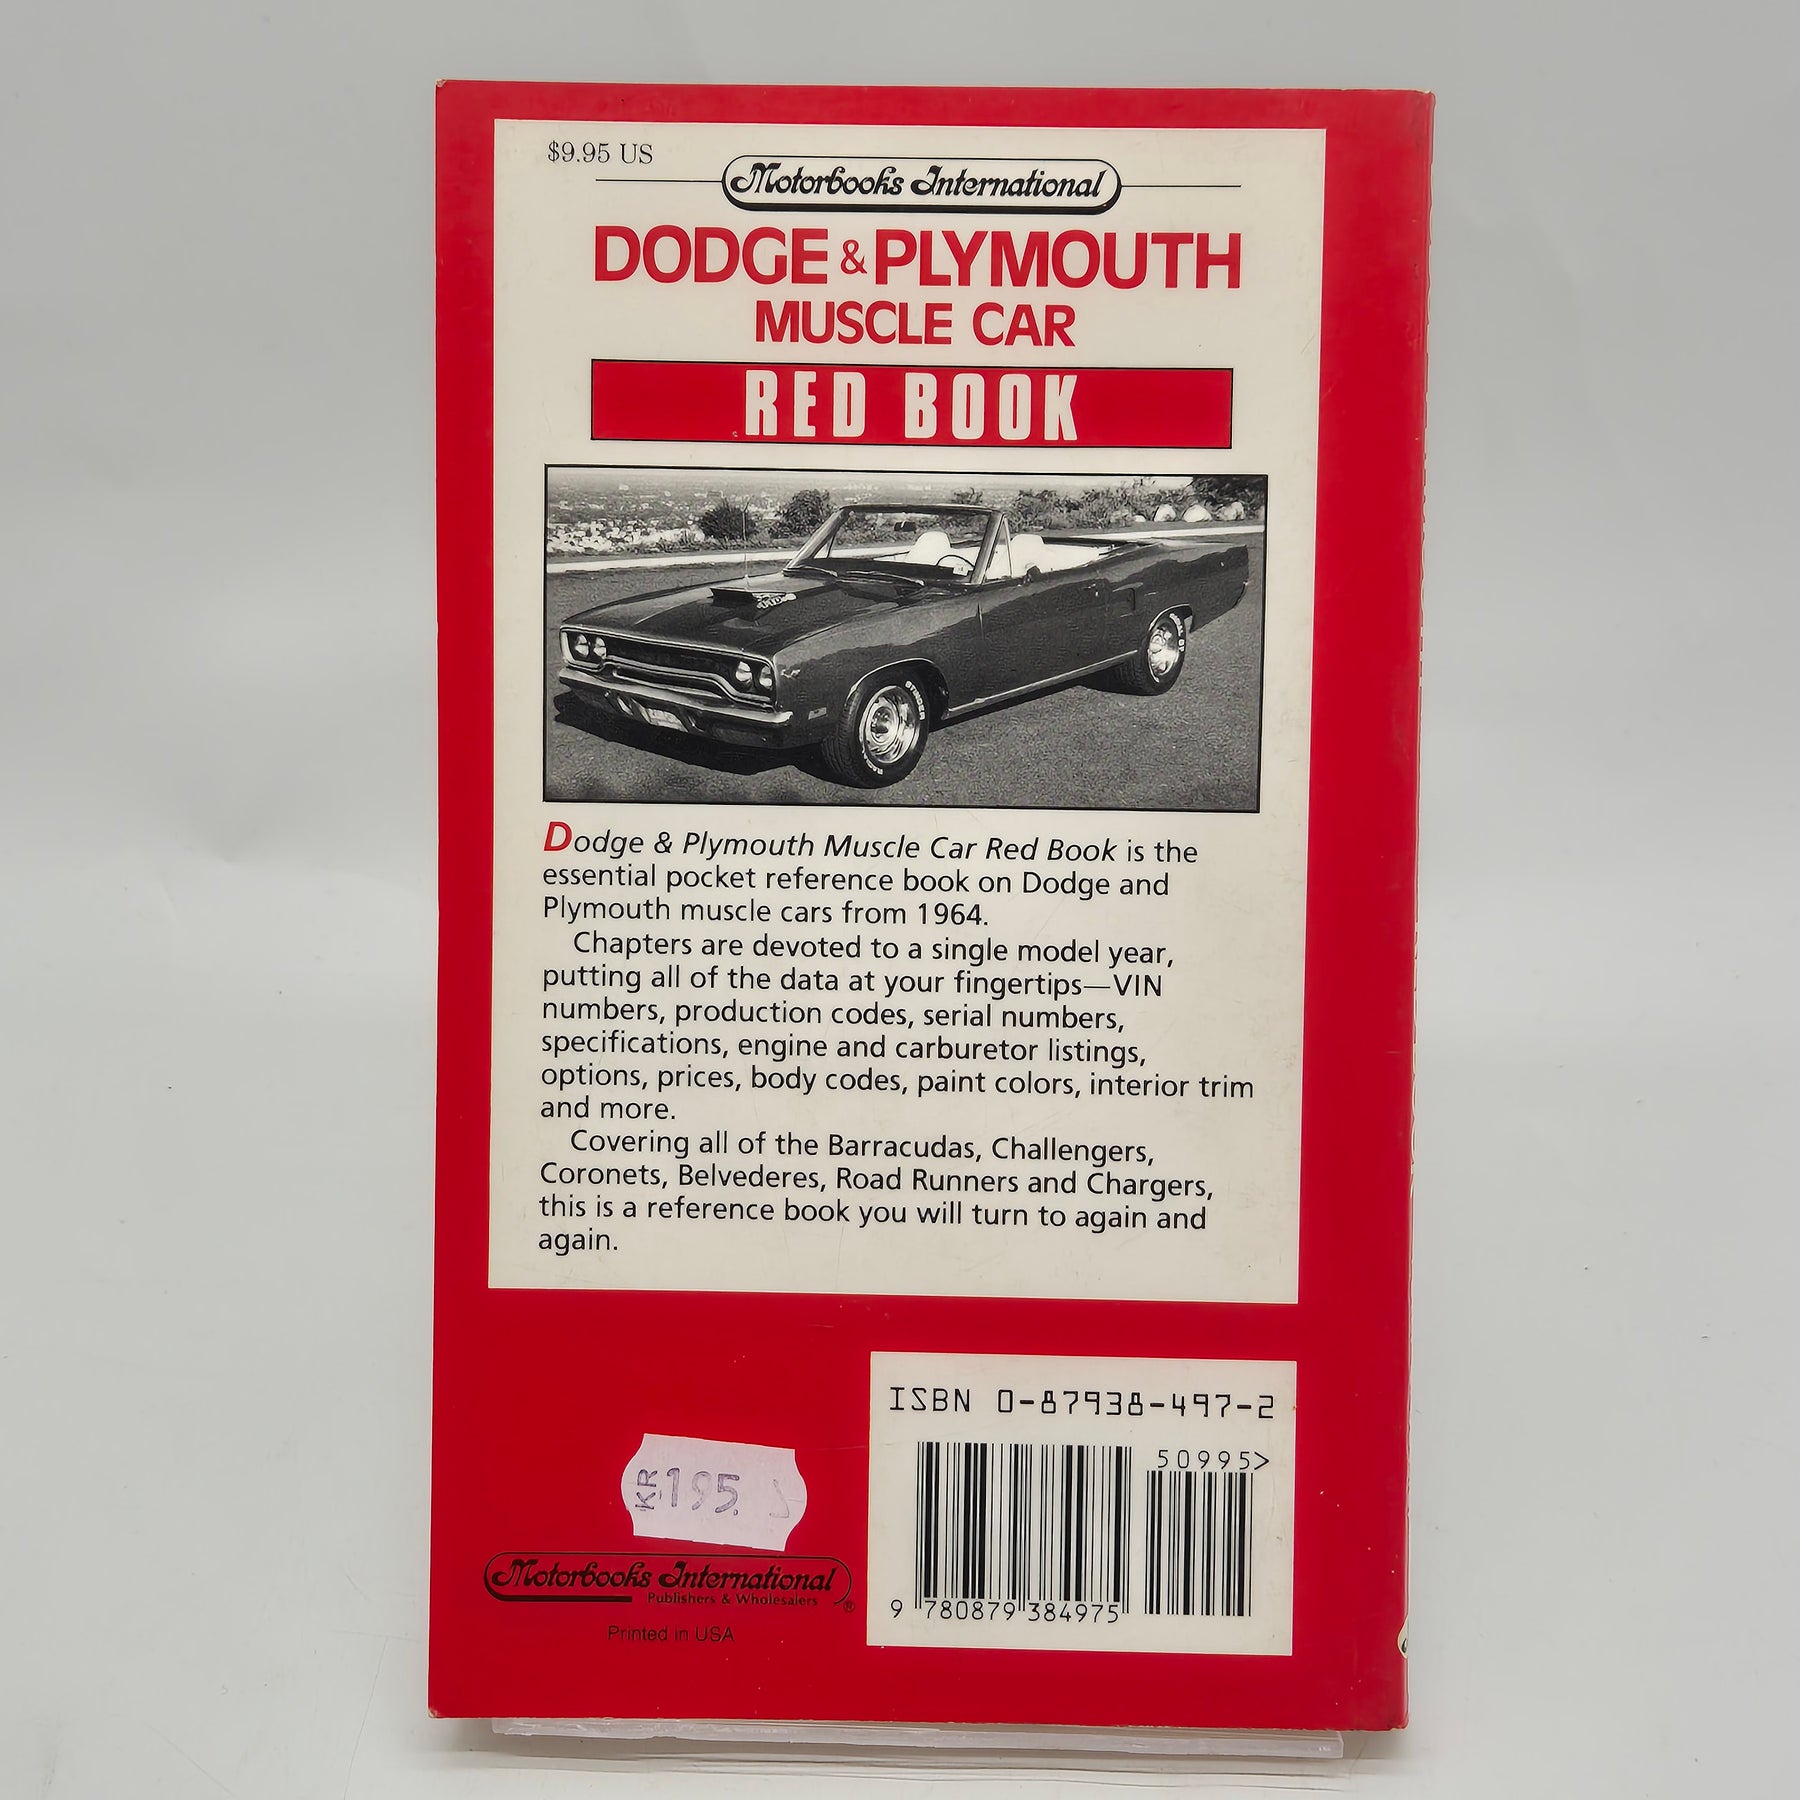 $9.95 US
Motorbooks International
DODGE & PLYMOUTH
MUSCLE CAR
RED BOOK
STINGER
RADIAL
Dodge & Plymouth Muscle Car Red Book is the
essential pocket reference book on Dodge and
Plymouth muscle cars from 1964.
Chapters are devoted to a single model year,
putting all of the data at your fingertips—VIN
numbers, production codes, serial numbers,
specifications, engine and carburetor listings,
options, prices, body codes, paint colors, interior trim
and more.
Covering all of the Barracudas, Challengers,
Coronets, Belvederes, Road Runners and Chargers,
this is a reference book you will turn to again and
again.
ISBN 0-87938-497-2
50995>
9 780879 384975
KR 195.
Motorbooks International
Publishers & Wholesalers ®
Printed in USA